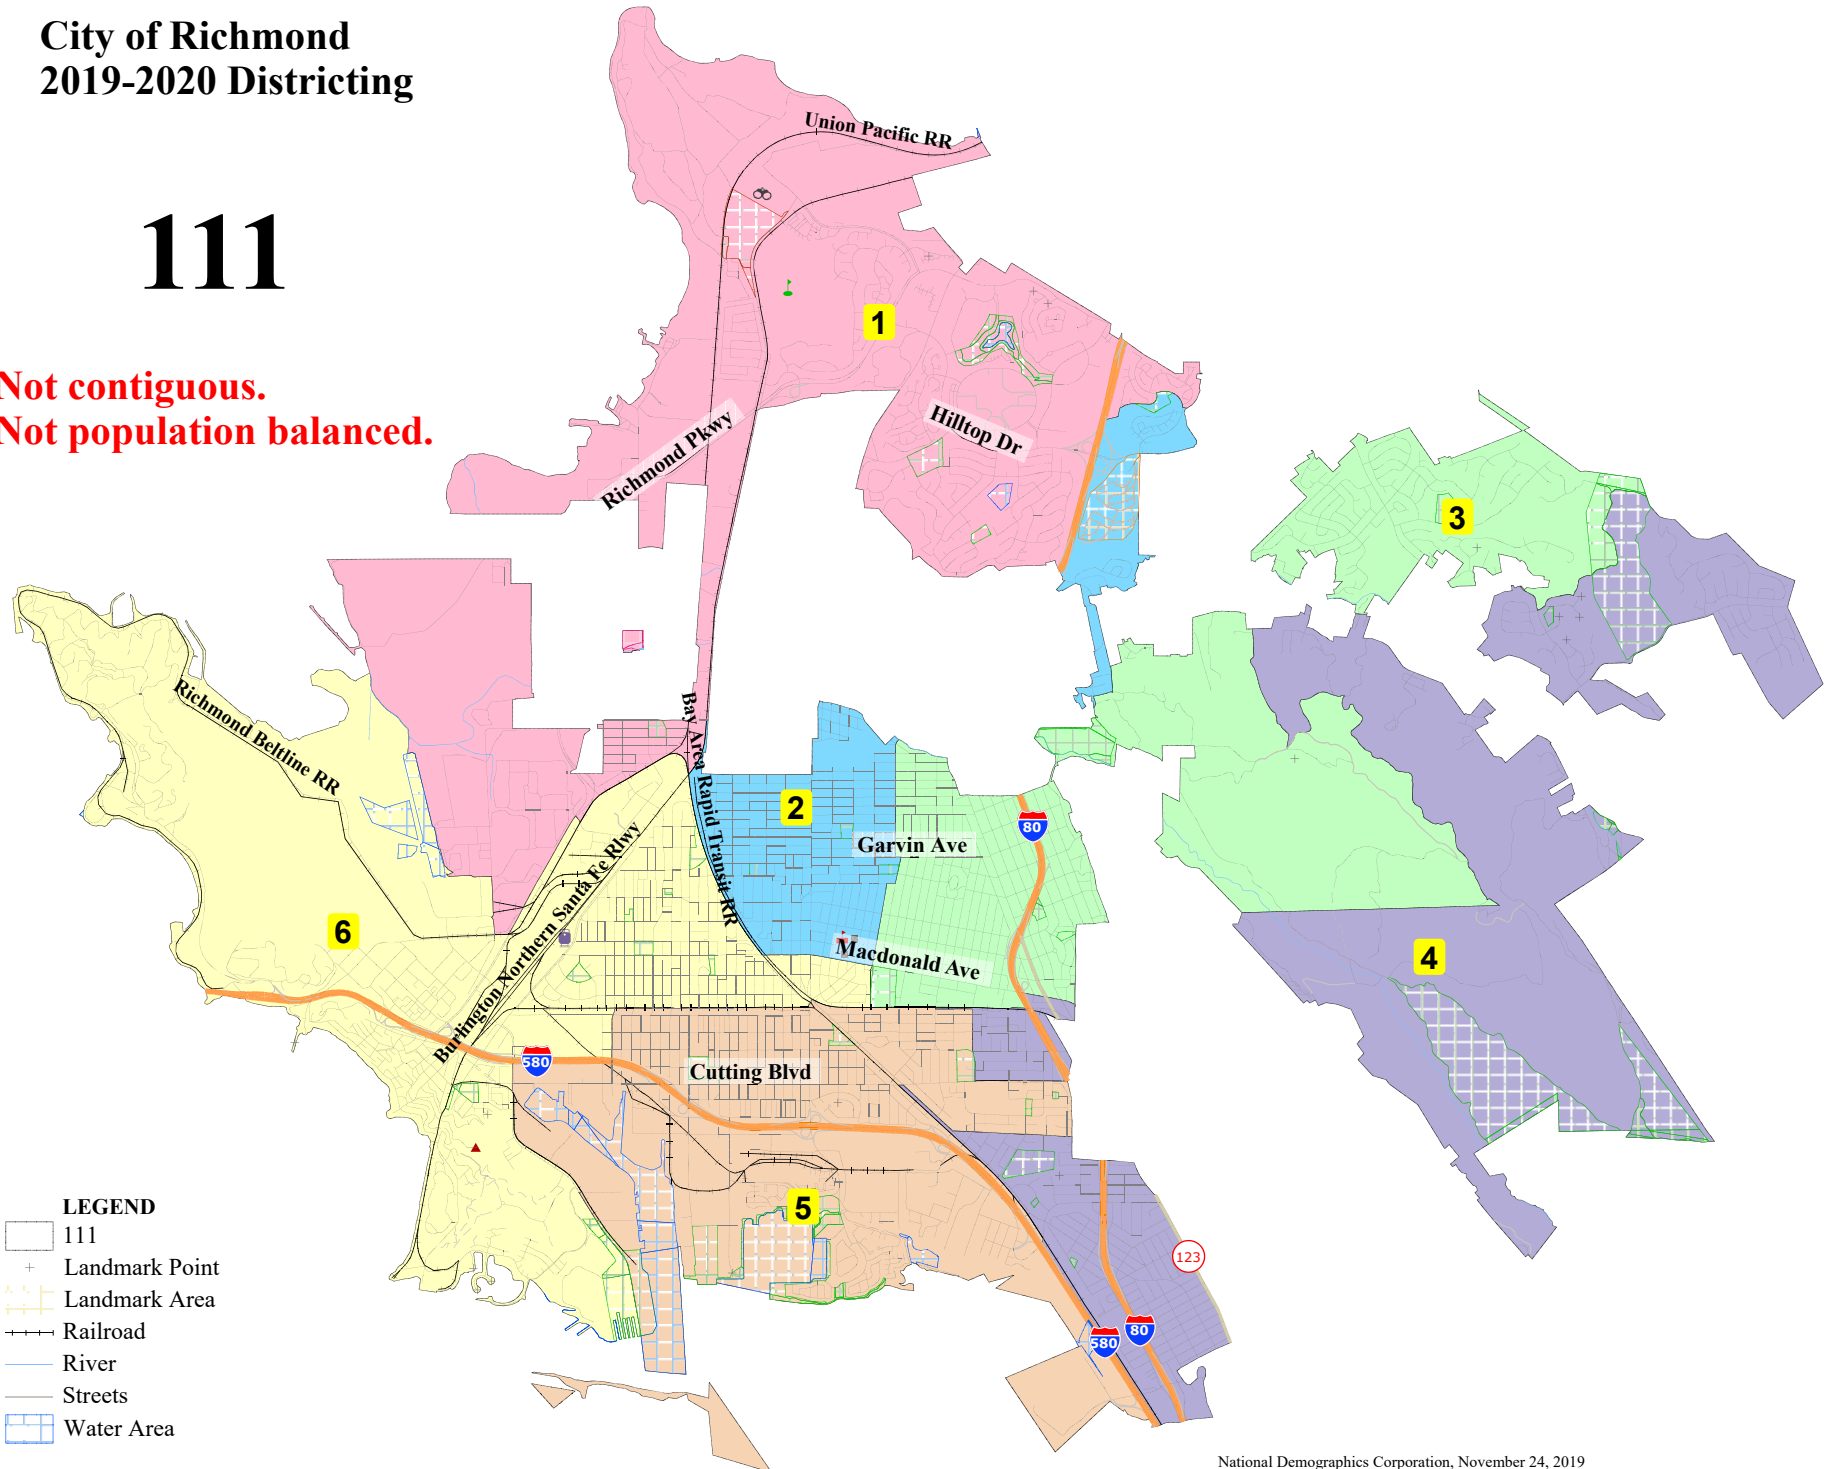 City of Richmond
2019-2020 Districting
111
Not contiguous.
Not population balanced.
Union Pacific RR
1
Hilltop Dr
Richmond Pkwy
3
Richmond Beltline RR
Bay Area Rapid Transit RR
2
80
Garvin Ave
Burlington Northern Santa Fe Rlwy
6
Macdonald Ave
4
580
Cutting Blvd
5
123
80
580
LEGEND
111
Landmark Point
Landmark Area
Railroad
River
Streets
Water Area
National Demographics Corporation, November 24, 2019